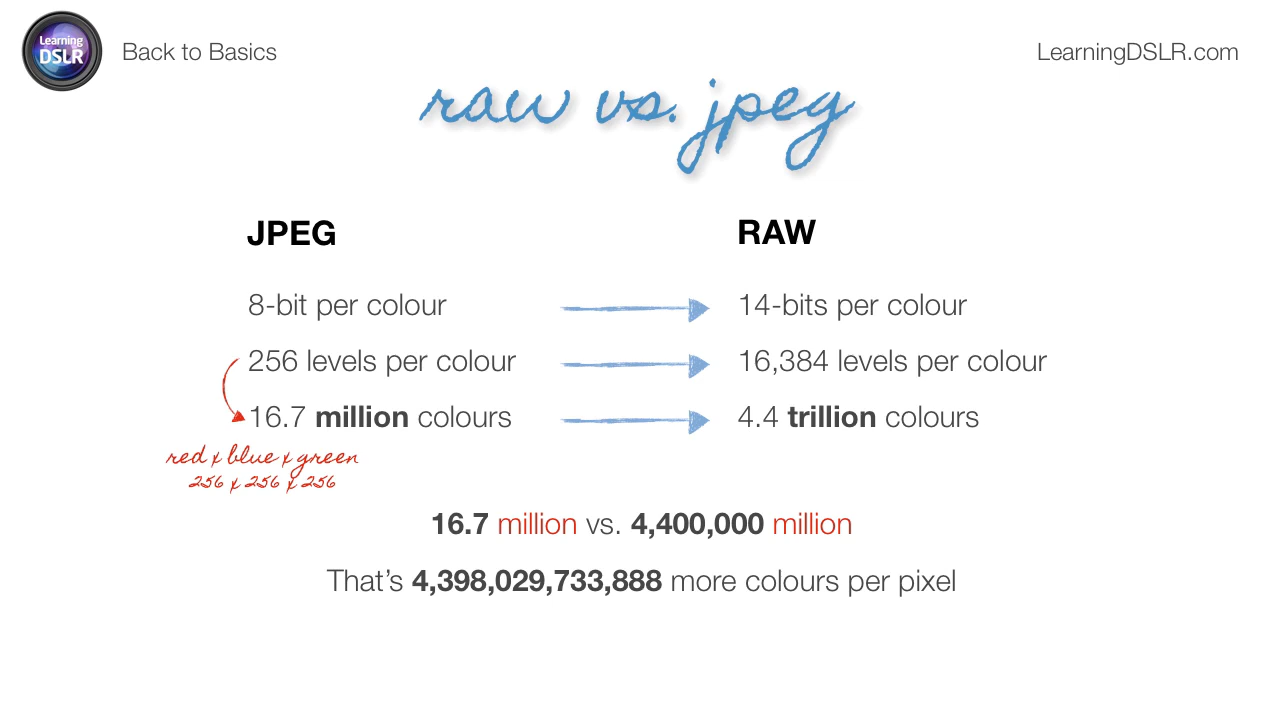 Learning
DSLR
Back to Basics
LearningDSLR.com
raw vs. jpeg
JPEG
RAW
8-bit per colour
14-bits per colour
256 levels per colour
16,384 levels per colour
16.7 million colours
4.4 trillion colours
red x blue x green
256 x 256 x 256
16.7 million vs. 4,400,000 million
That's 4,398,029,733,888 more colours per pixel